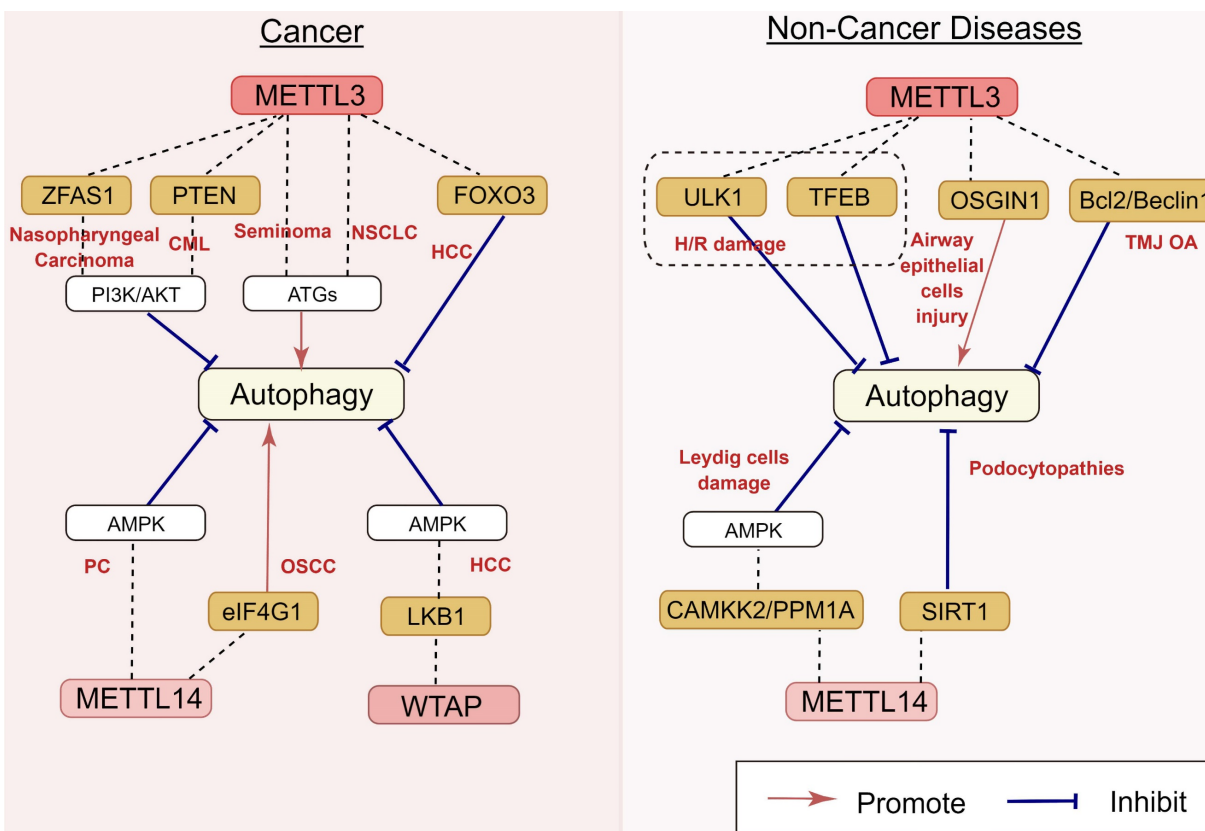 Cancer
METTL3
ZFAS1
PTEN
FOXO3
Nasopharyngeal
Carcinoma
CML
Seminoma
NSCLC
HCC
PI3K/AKT
ATGs
Autophagy
AMPK
AMPK
PC
OSCC
HCC
eIF4G1
LKB1
METTL14
WTAP
Non-Cancer Diseases
METTL3
ULK1
TFEB
OSGIN1
Bcl2/Beclin1
H/R damage
Airway
epithelial
cells
injury
TMJ OA
Autophagy
Leydig cells
damage
Podocytopathies
AMPK
CAMKK2/PPM1A
SIRT1
METTL14
Promote
Inhibit